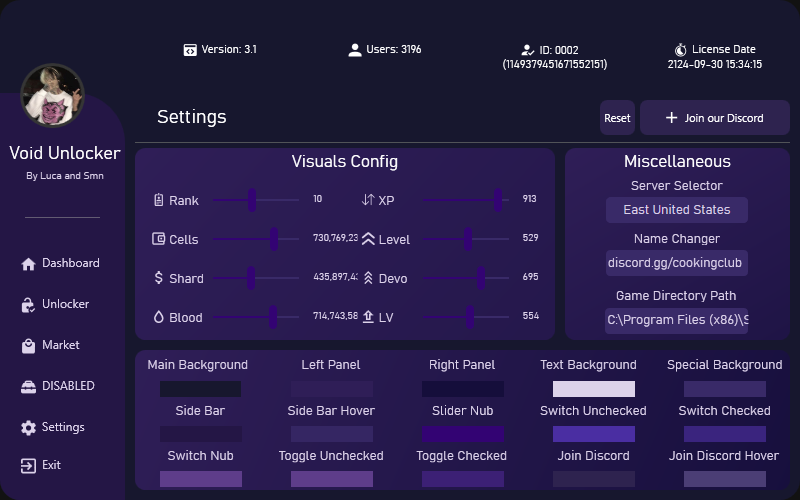 Version: 3.1
Users: 3196
ID: 0002
(1149379451671552151)
License Date
2124-09-30 15:34:15
Void Unlocker
By Luca and Smn
Dashboard
Unlocker
Market
DISABLED
Settings
Exit
Settings
Reset
Join our Discord
Visuals Config
Rank 10 XP 913
Cells 730,769,23 Level 529
Shard 435,897,4 Devo 695
Blood 714,743,58 LV 554
Miscellaneous
Server Selector
East United States
Name Changer
discord.gg/cookingclub
Game Directory Path
C:\Program Files (x86)\S
Main Background Left Panel Right Panel Text Background Special Background
Side Bar Side Bar Hover Slider Nub Switch Unchecked Switch Checked
Switch Nub Toggle Unchecked Toggle Checked Join Discord Join Discord Hover